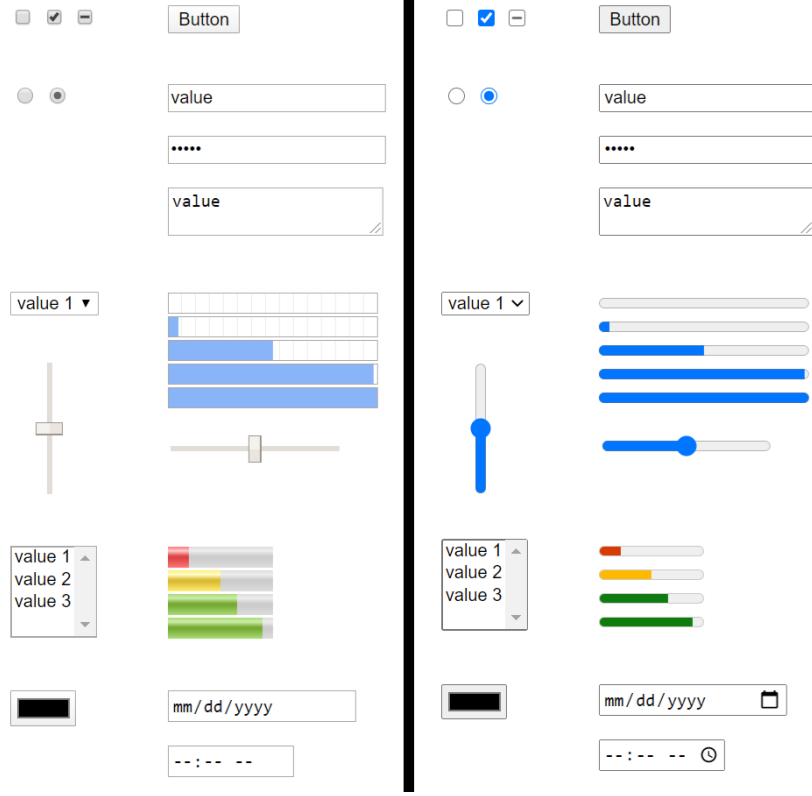 Button
value
•••••
value
value 1
value 1
value 2
value 3
mm/dd/yyyy
--:-- --
Button
value
•••••
value
value 1
value 1
value 2
value 3
mm/dd/yyyy
--:-- --